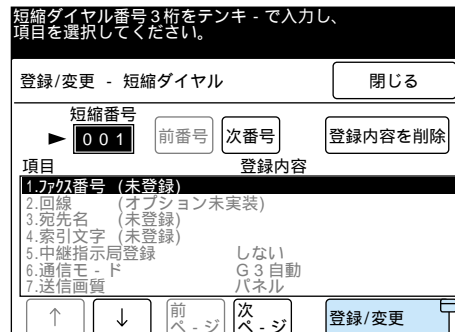 短縮ダイヤル番号3桁をテンキ-で入力し、
項目を選択してください。
登録/変更 - 短縮ダイヤル
閉じる
短縮番号
001
前番号
次番号
登録内容を削除
項目 登録内容
1.ファクス番号 (未登録)
2.回線 (オプション未実装)
3.宛先名 (未登録)
4.索引文字 (未登録)
5.中継指示局登録 しない
6.通信モ-ド G3自動
7.送信画質 パネル
↑
↓
前
ペ-ジ
次
ペ-ジ
登録/変更